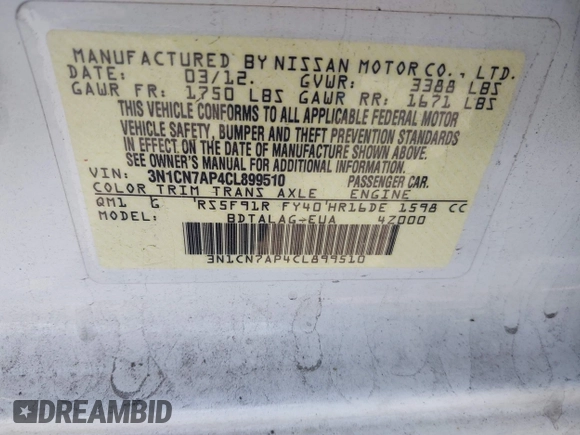 MANUFACTURED BY NISSAN MOTOR CO., LTD.
DATE: 03/12. GVWR: 3388 LBS
GAWR FR: 1750 LBS GAWR RR: 1671 LBS
THIS VEHICLE CONFORMS TO ALL APPLICABLE FEDERAL MOTOR
VEHICLE SAFETY, BUMPER AND THEFT PREVENTION STANDARDS
IN EFFECT ON THE DATE OF MANUFACTURE SHOWN ABOVE.
SEE OWNER'S MANUAL FOR ADDITIONAL INFORMATION.
VIN: 3N1CN7AP4CL899510 PASSENGER CAR.
COLOR TRIM TRANS AXLE ENGINE
QM1 G RS5F91R FY40 HR16DE 1598 CC
MODEL: BDTALAG-EUA 4Z000
3N1CN7AP4CL899510
DREAMBID